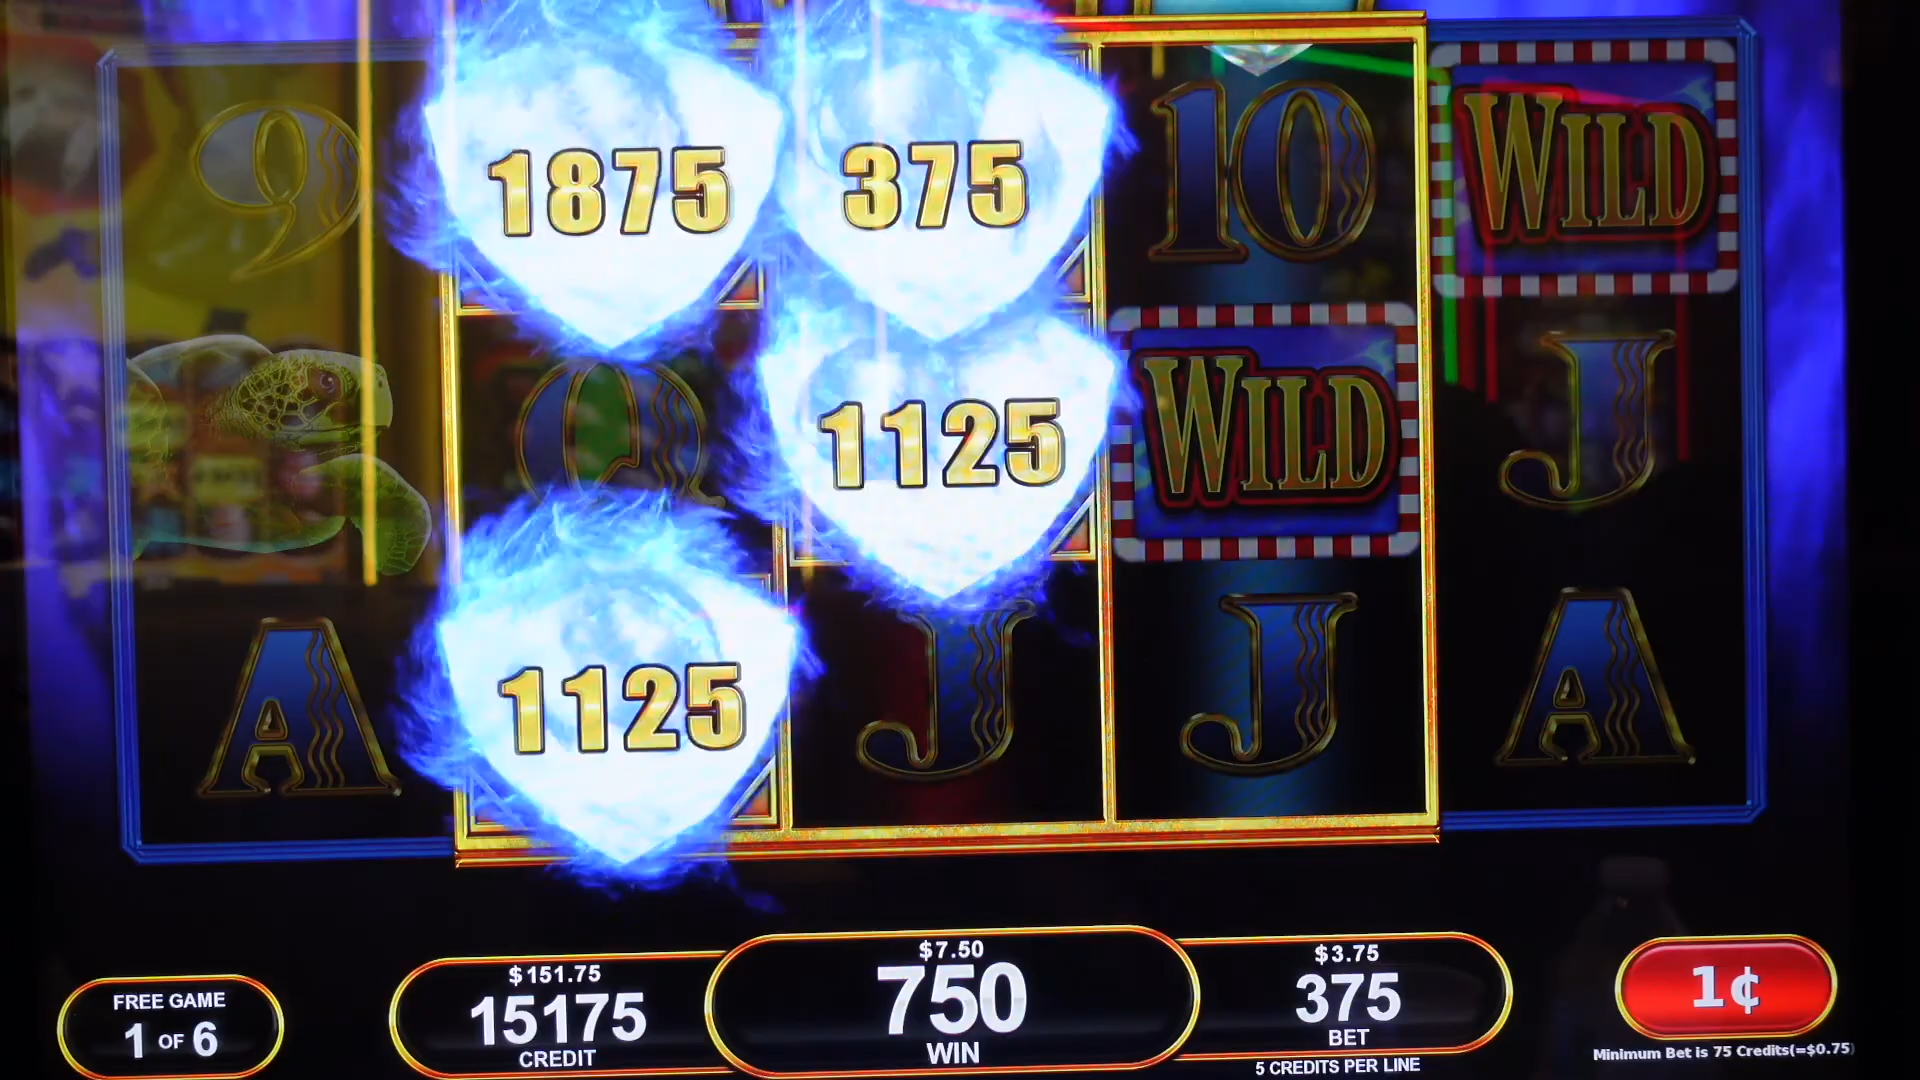 9
1875
375
10
WILD
Q
1125
WILD
J
A
1125
J
J
A
FREE GAME
1 OF 6
$151.75
15175
CREDIT
$7.50
750
WIN
$3.75
375
BET
5 CREDITS PER LINE
1¢
Minimum Bet is 75 Credits(=$0.75)